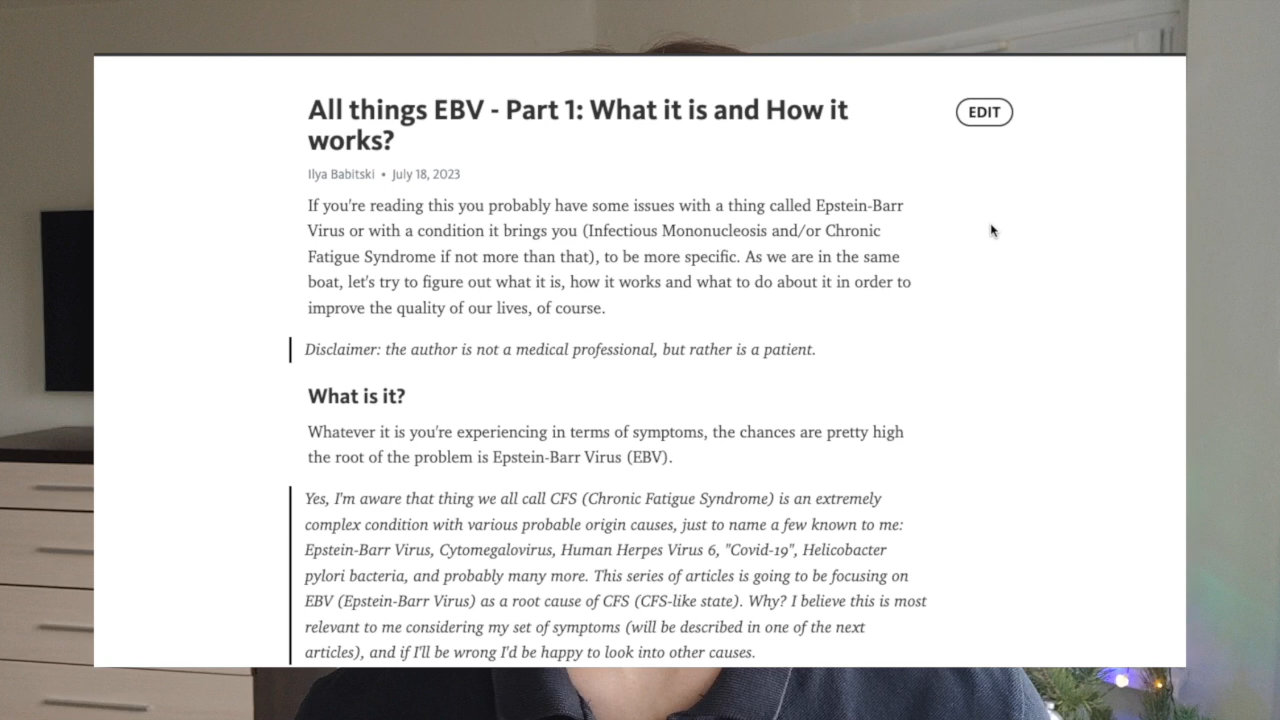 All things EBV - Part 1: What it is and How it
works?
EDIT
Ilya Babitski • July 18, 2023
If you're reading this you probably have some issues with a thing called Epstein-Barr
Virus or with a condition it brings you (Infectious Mononucleosis and/or Chronic
Fatigue Syndrome if not more than that), to be more specific. As we are in the same
boat, let's try to figure out what it is, how it works and what to do about it in order to
improve the quality of our lives, of course.
Disclaimer: the author is not a medical professional, but rather is a patient.
What is it?
Whatever it is you're experiencing in terms of symptoms, the chances are pretty high
the root of the problem is Epstein-Barr Virus (EBV).
Yes, I'm aware that thing we all call CFS (Chronic Fatigue Syndrome) is an extremely
complex condition with various probable origin causes, just to name a few known to me:
Epstein-Barr Virus, Cytomegalovirus, Human Herpes Virus 6, "Covid-19", Helicobacter
pylori bacteria, and probably many more. This series of articles is going to be focusing on
EBV (Epstein-Barr Virus) as a root cause of CFS (CFS-like state). Why? I believe this is most
relevant to me considering my set of symptoms (will be described in one of the next
articles), and if I'll be wrong I'd be happy to look into other causes.